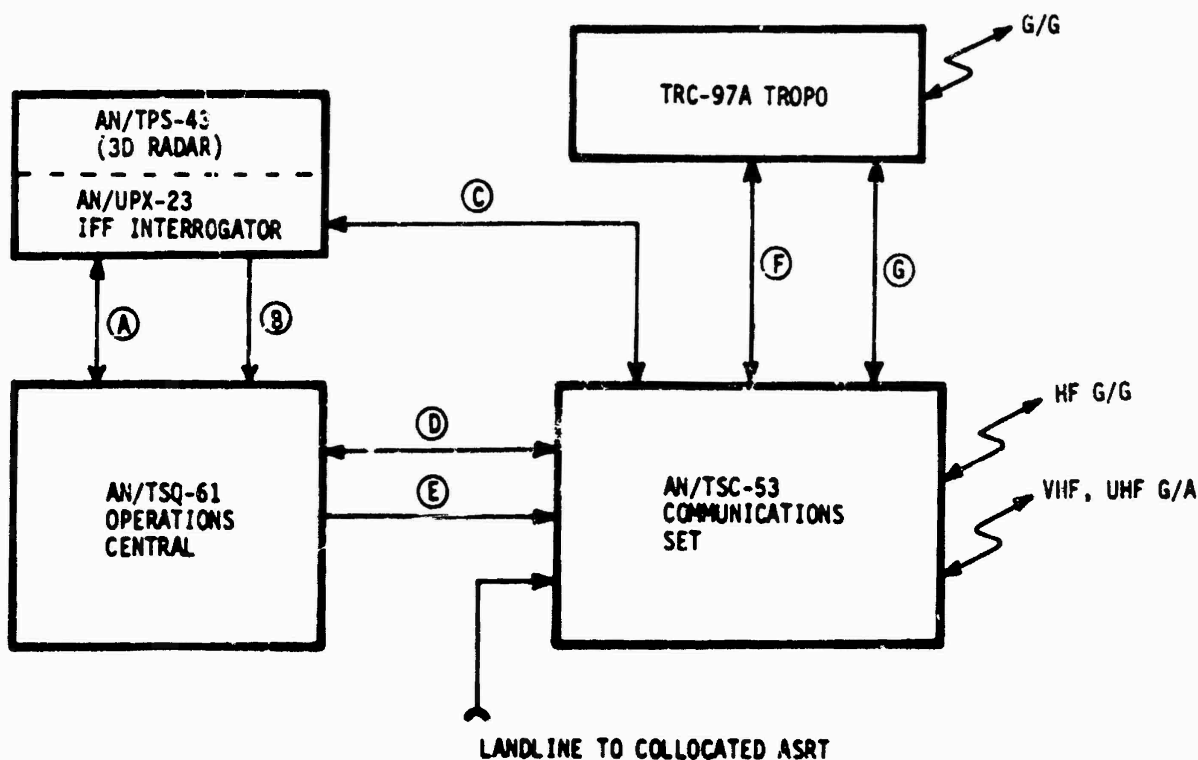 G/G
TRC-97A TROPO
AN/TPS-43
(3D RADAR)
AN/UPX-23
IFF INTERROGATOR
C
F
G
A
B
HF G/G
D
VHF, UHF G/A
E
AN/TSQ-61
OPERATIONS
CENTRAL
AN/TSC-53
COMMUNICATIONS
SET
LANDLINE TO COLLOCATED ASRT